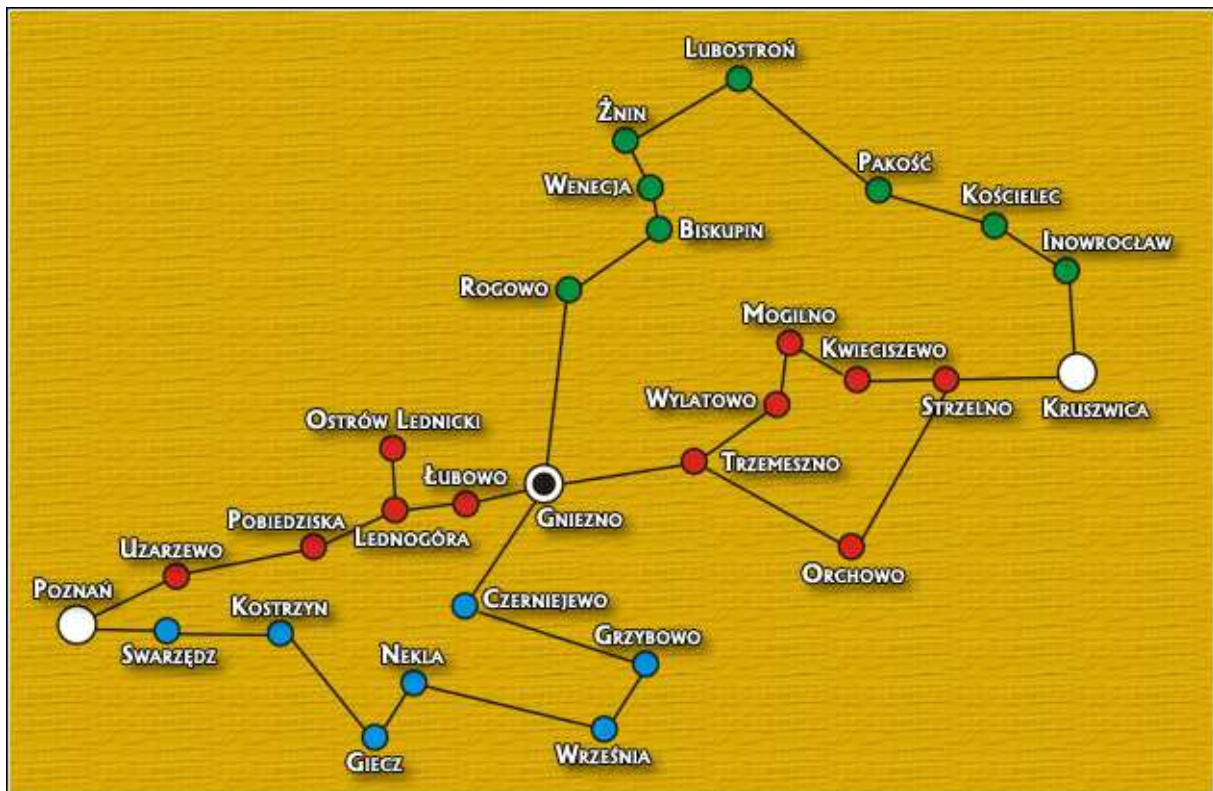 Lubostroń
Żnin
Pakość
Wenecja
Kościelec
Biskupin
Inowrocław
Rogowo
Mogilno
Kwieciszewo
Wylatowo
Strzelno
Kruszwica
Ostrów Lednicki
Łubowo
Trzemeszno
Gniezno
Pobiedziska
Lednogóra
Uzarzewo
Orchowo
Poznań
Kostrzyn
Czerniejewo
Grzybowo
Swarzędz
Nekla
Września
Giecz